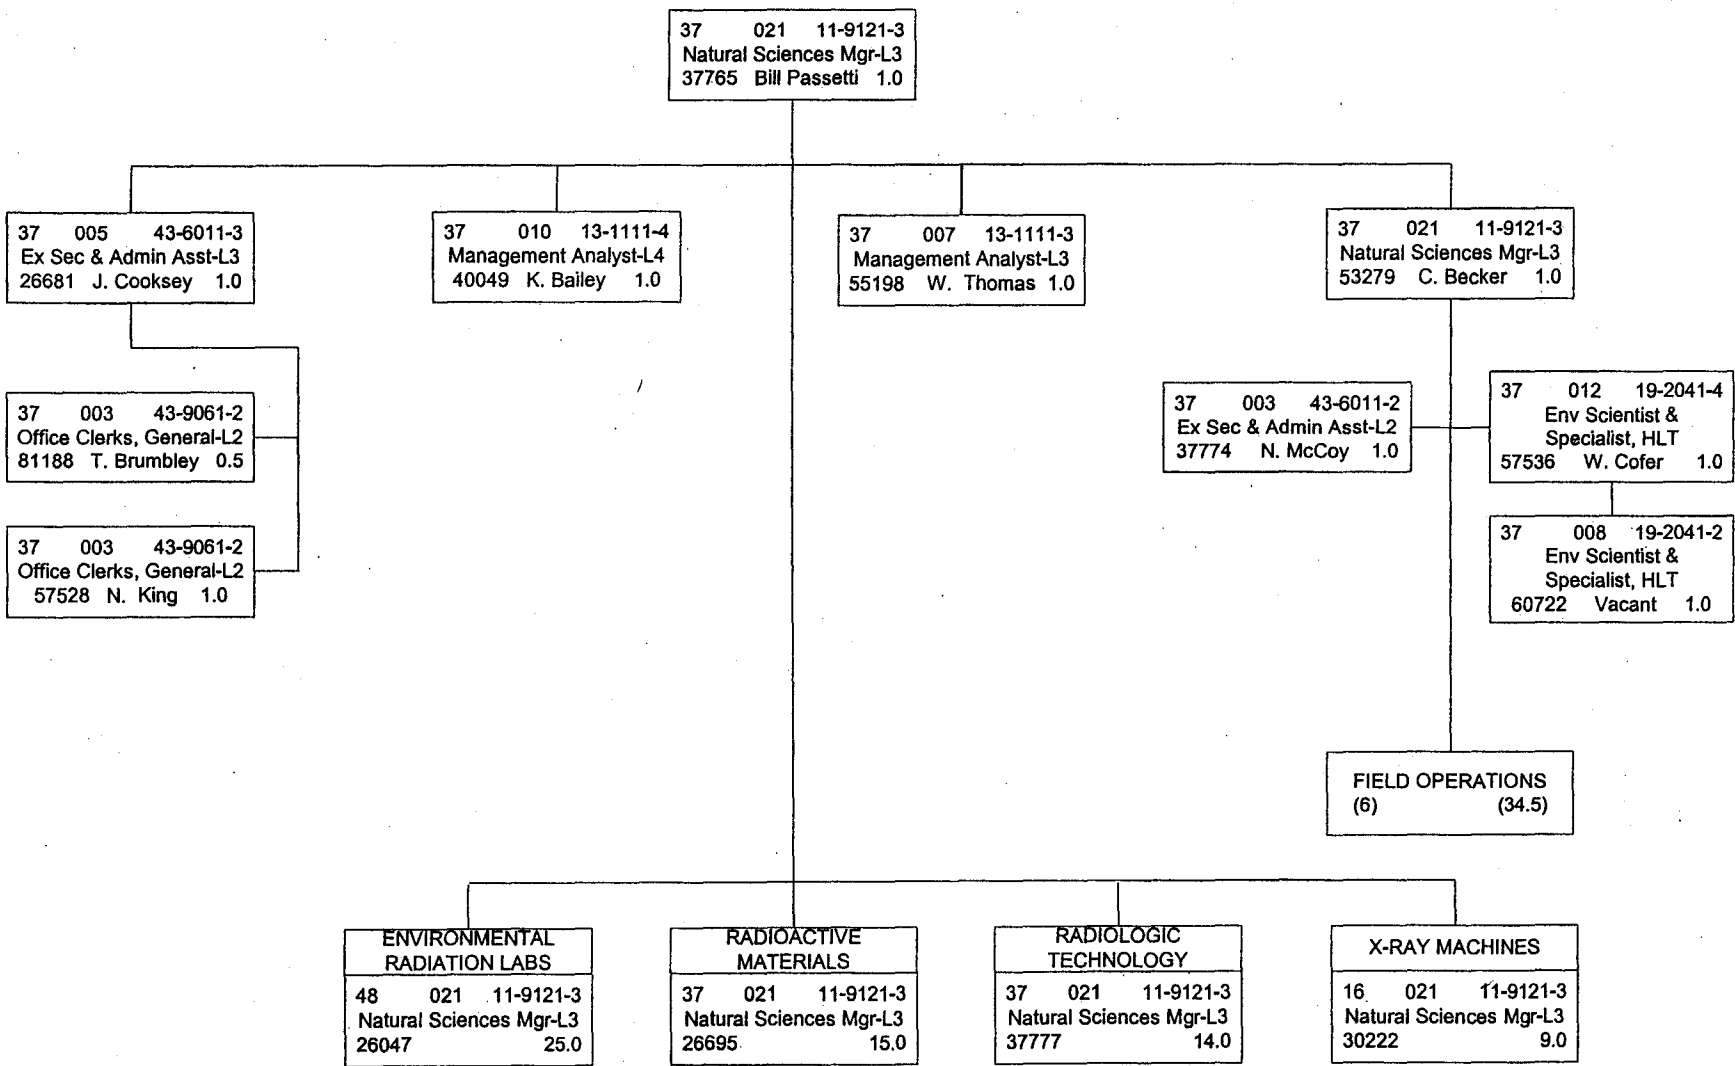 37 021 11-9121-3
Natural Sciences Mgr-L3
37765 Bill Passetti 1.0
37 005 43-6011-3
Ex Sec & Admin Asst-L3
26681 J. Cooksey 1.0
37 010 13-1111-4
Management Analyst-L4
40049 K. Bailey 1.0
37 007 13-1111-3
Management Analyst-L3
55198 W. Thomas 1.0
37 021 11-9121-3
Natural Sciences Mgr-L3
53279 C. Becker 1.0
37 003 43-9061-2
Office Clerks, General-L2
81188 T. Brumbley 0.5
37 003 43-9061-2
Office Clerks, General-L2
57528 N. King 1.0
37 003 43-6011-2
Ex Sec & Admin Asst-L2
37774 N. McCoy 1.0
37 012 19-2041-4
Env Scientist &
Specialist, HLT
57536 W. Cofer 1.0
37 008 19-2041-2
Env Scientist &
Specialist, HLT
60722 Vacant 1.0
FIELD OPERATIONS
(6) (34.5)
ENVIRONMENTAL
RADIATION LABS
48 021 11-9121-3
Natural Sciences Mgr-L3
26047 25.0
RADIOACTIVE
MATERIALS
37 021 11-9121-3
Natural Sciences Mgr-L3
26695 15.0
RADIOLOGIC
TECHNOLOGY
37 021 11-9121-3
Natural Sciences Mgr-L3
37777 14.0
X-RAY MACHINES
16 021 11-9121-3
Natural Sciences Mgr-L3
30222 9.0